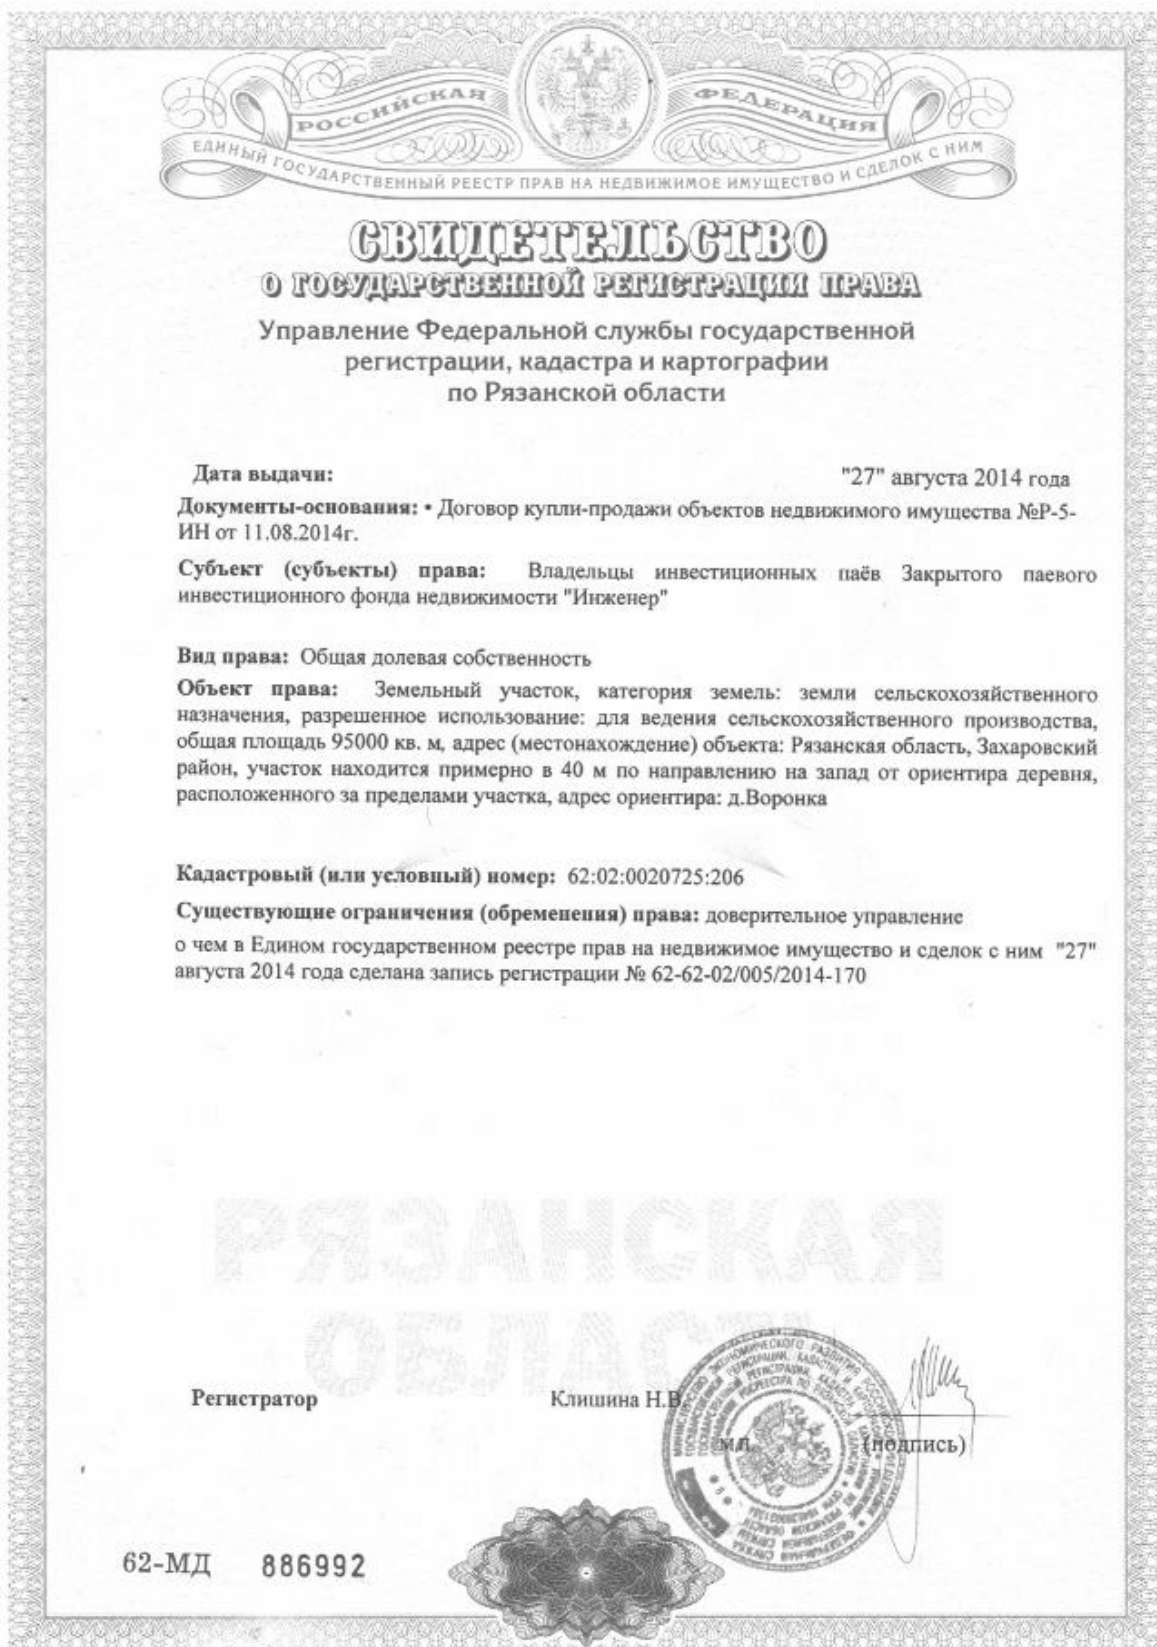 РОССИЙСКАЯ ФЕДЕРАЦИЯ
ЕДИНЫЙ ГОСУДАРСТВЕННЫЙ РЕЕСТР ПРАВ НА НЕДВИЖИМОЕ ИМУЩЕСТВО И СДЕЛОК С НИМ
СВИДЕТЕЛЬСТВО
О ГОСУДАРСТВЕННОЙ РЕГИСТРАЦИИ ПРАВА
Управление Федеральной службы государственной
регистрации, кадастра и картографии
по Рязанской области
Дата выдачи: "27" августа 2014 года
Документы-основания: • Договор купли-продажи объектов недвижимого имущества №Р-5-
ИН от 11.08.2014г.
Субъект (субъекты) права: Владельцы инвестиционных паёв Закрытого паевого
инвестиционного фонда недвижимости "Инженер"
Вид права: Общая долевая собственность
Объект права: Земельный участок, категория земель: земли сельскохозяйственного
назначения, разрешенное использование: для ведения сельскохозяйственного производства,
общая площадь 95000 кв. м, адрес (местонахождение) объекта: Рязанская область, Захаровский
район, участок находится примерно в 40 м по направлению на запад от ориентира деревня,
расположенного за пределами участка, адрес ориентира: д.Воронка
Кадастровый (или условный) номер: 62:02:0020725:206
Существующие ограничения (обременения) права: доверительное управление
о чем в Едином государственном реестре прав на недвижимое имущество и сделок с ним "27"
августа 2014 года сделана запись регистрации № 62-62-02/005/2014-170
РЯЗАНСКАЯ
Регистратор Клишина Н.В.
м.п. (подпись)
62-МД 886992